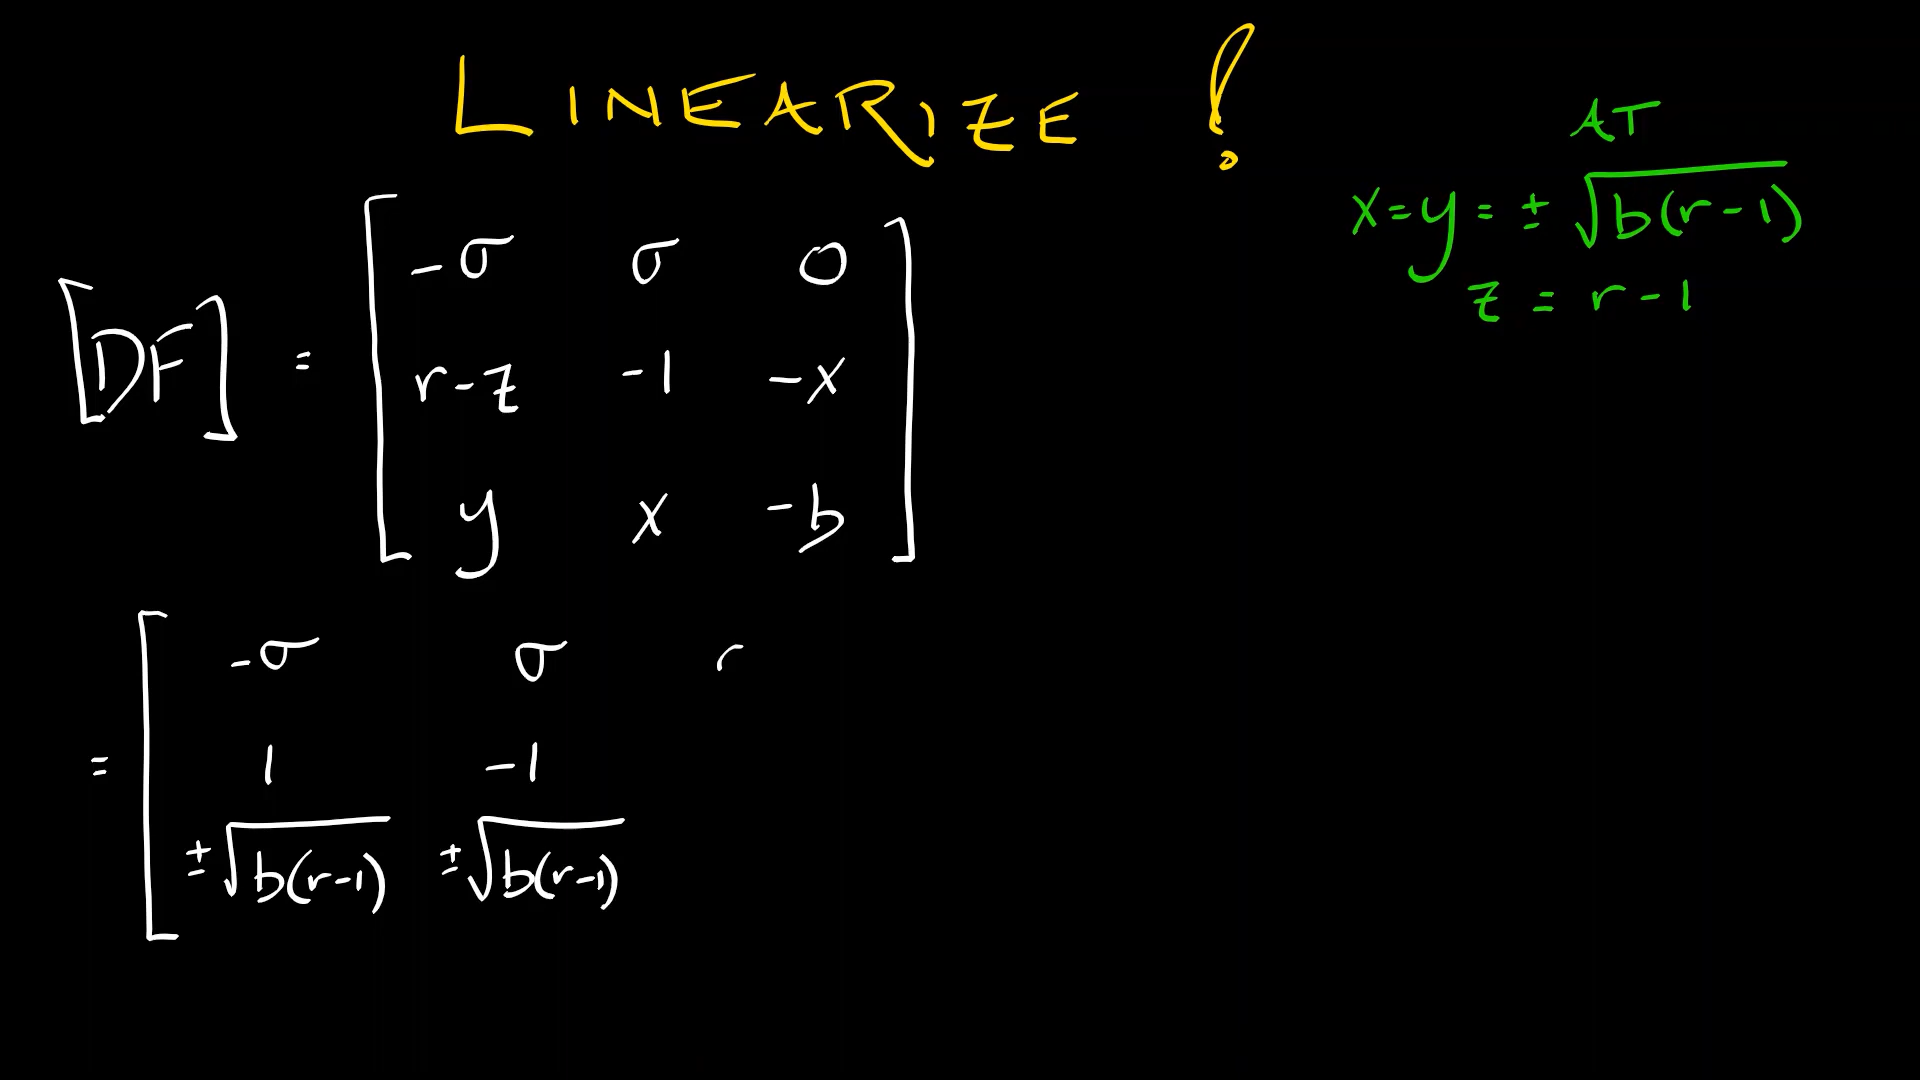 LINEARIZE !
AT
x = y = ± √b(r-1)
z = r - 1
[DF] = [ -σ σ 0
r-z -1 -x
y x -b ]
= [ -σ σ
1 -1
±√b(r-1) ±√b(r-1)